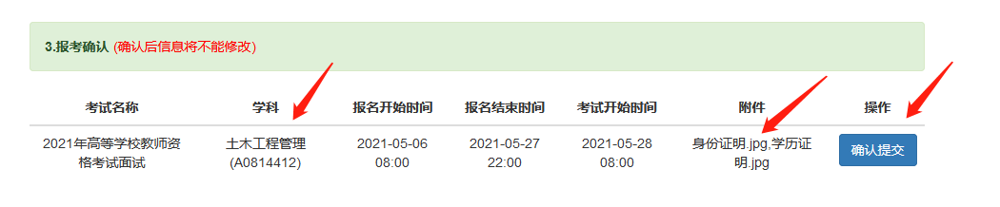 3.报考确认 (确认后信息将不能修改)
考试名称 学科 报名开始时间 报名结束时间 考试开始时间 附件 操作
2021年高等学校教师资 土木工程管理 2021-05-06 2021-05-27 2021-05-28 身份证明.jpg,学历证 确认提交
格考试面试 (A0814412) 08:00 22:00 08:00 明.jpg